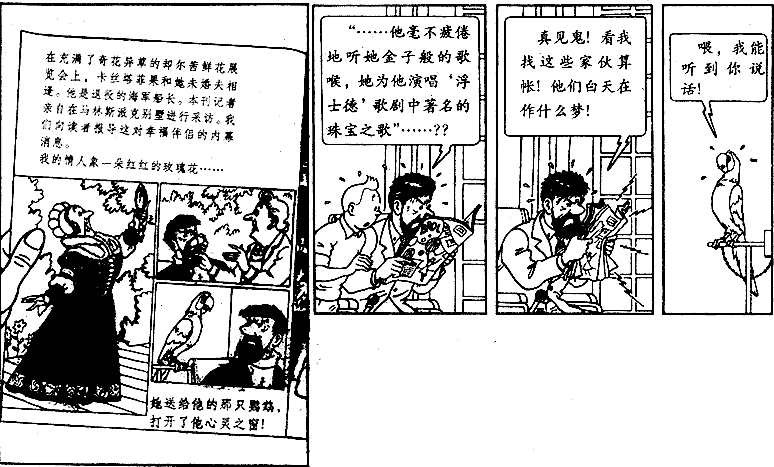 在充满了奇花异草的却尔茜鲜花展
览会上，卡丝塔菲果和她未婚夫相
逢。他是退役的海军船长。本刊记者
亲自在马林斯派克别墅进行采访。我
们向读者报导这对幸福伴侣的内幕
消息。
我的情人象一朵红红的玫瑰花……
她送给他的那只鹦鹉，
打开了他心灵之窗！
“……他毫不疲倦
地听她金子般的歌
喉，她为他演唱‘浮
士德’歌剧中著名的
珠宝之歌”……??
真见鬼！看我
找这些家伙算
帐！他们白天在
作什么梦！
喂，我能
听到你说
话！